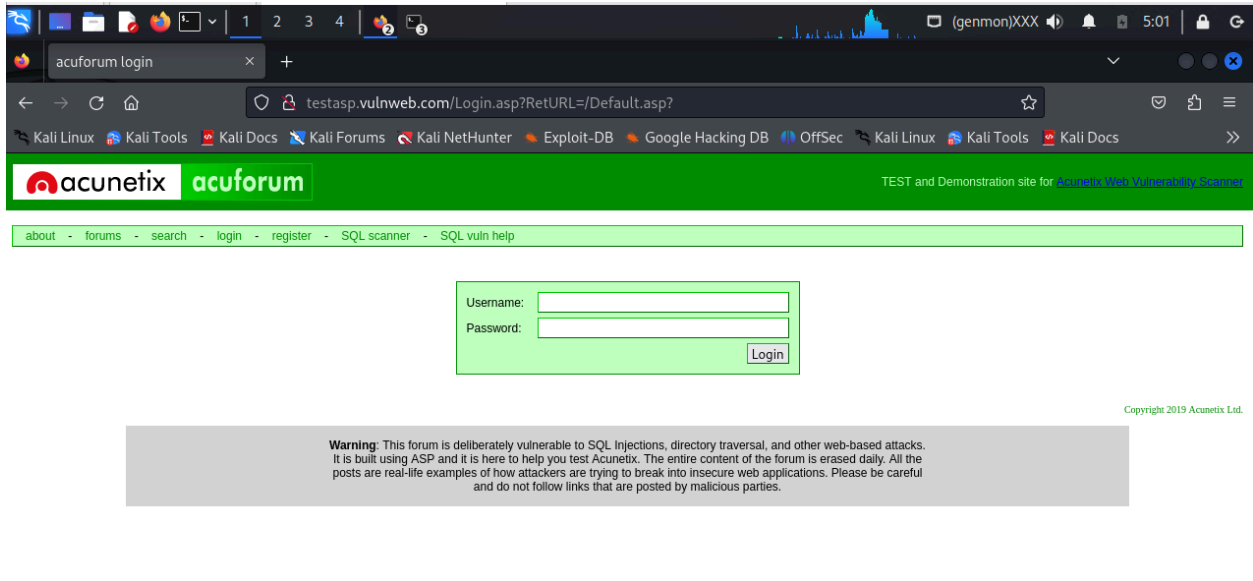 1 2 3 4 2 3 (genmon)XXX 5:01
acuforum login × +
testasp.vulnweb.com/Login.asp?RetURL=/Default.asp?
Kali Linux Kali Tools Kali Docs Kali Forums Kali NetHunter Exploit-DB Google Hacking DB OffSec Kali Linux Kali Tools Kali Docs
acunetix acuforum TEST and Demonstration site for Acunetix Web Vulnerability Scanner
about - forums - search - login - register - SQL scanner - SQL vuln help
Username:
Password:
Login
Copyright 2019 Acunetix Ltd.
Warning: This forum is deliberately vulnerable to SQL Injections, directory traversal, and other web-based attacks.
It is built using ASP and it is here to help you test Acunetix. The entire content of the forum is erased daily. All the
posts are real-life examples of how attackers are trying to break into insecure web applications. Please be careful
and do not follow links that are posted by malicious parties.